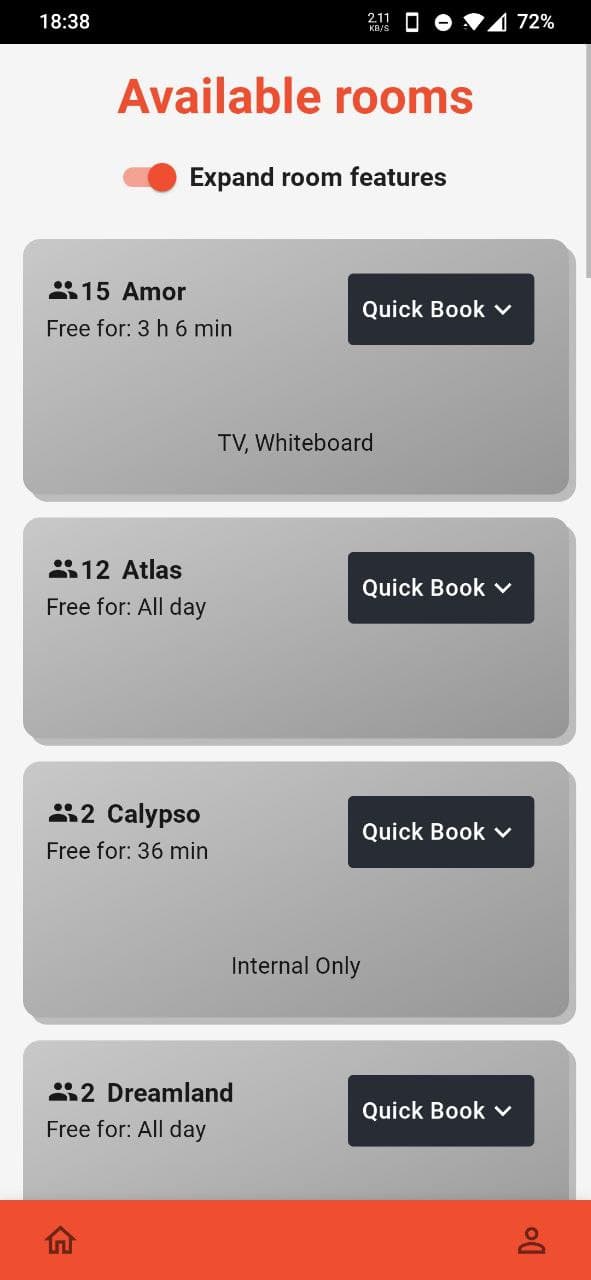 18:38
2.11
KB/S
72%
Available rooms
Expand room features
15 Amor
Quick Book
Free for: 3 h 6 min
TV, Whiteboard
12 Atlas
Quick Book
Free for: All day
2 Calypso
Quick Book
Free for: 36 min
Internal Only
2 Dreamland
Quick Book
Free for: All day